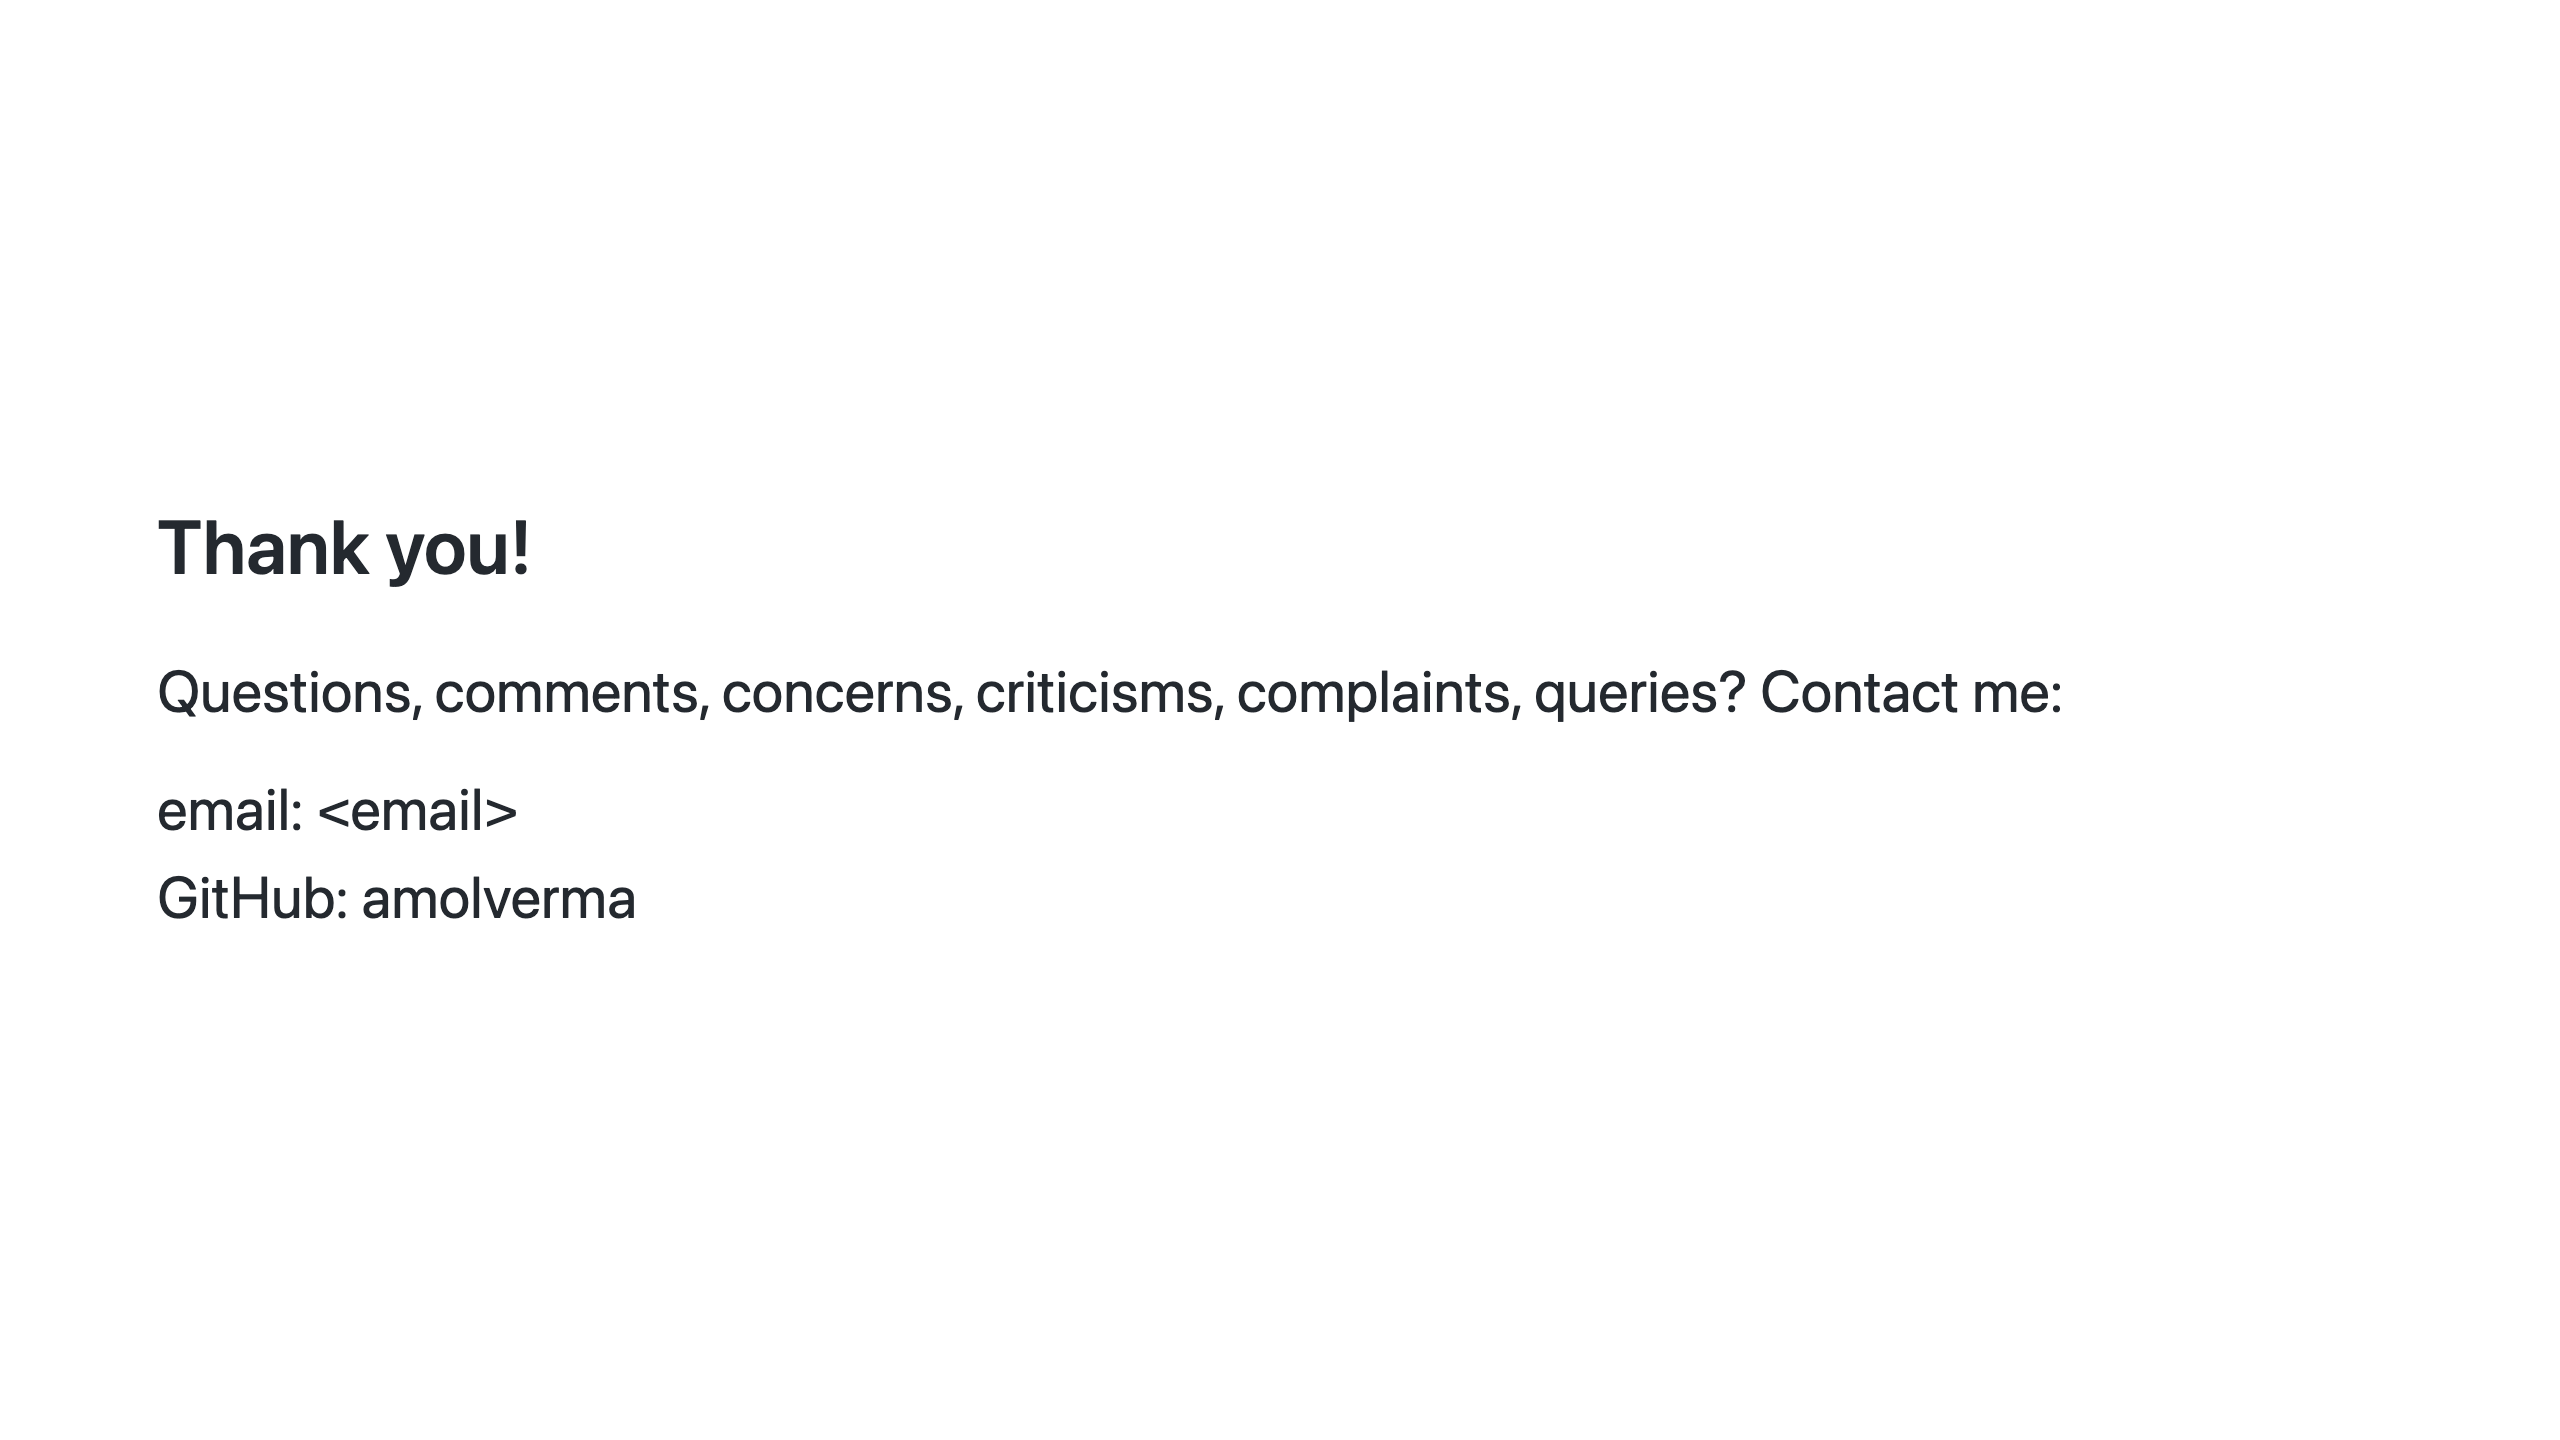 Thank you!
Questions, comments, concerns, criticisms, complaints, queries? Contact me:
email: <email>
GitHub: amolverma